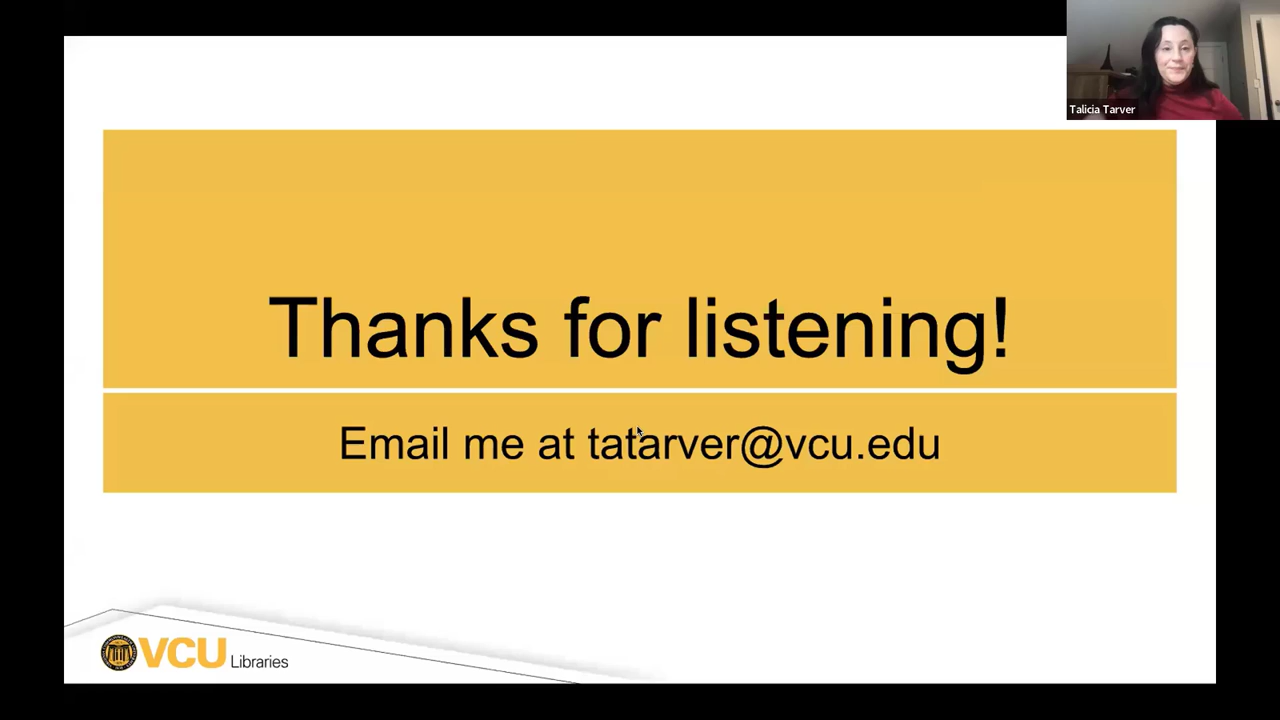 Talicia Tarver
Thanks for listening!
Email me at tatarver@vcu.edu
VCU Libraries